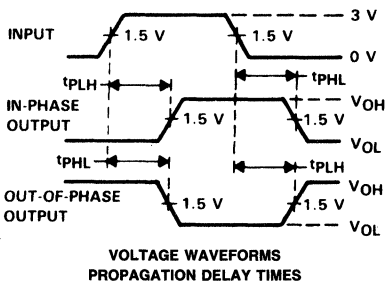 3 V
INPUT
1.5 V
1.5 V
0 V
tPLH
tPHL
IN-PHASE
OUTPUT
VOH
1.5 V
1.5 V
VOL
tPHL
tPLH
OUT-OF-PHASE
OUTPUT
VOH
1.5 V
1.5 V
VOL
VOLTAGE WAVEFORMS
PROPAGATION DELAY TIMES